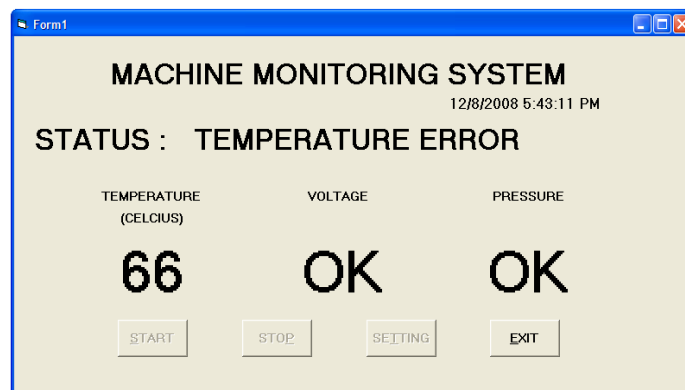 Form1
MACHINE MONITORING SYSTEM
12/8/2008 5:43:11 PM
STATUS : TEMPERATURE ERROR
TEMPERATURE VOLTAGE PRESSURE
(CELCIUS)
66 OK OK
START STOP SETTING EXIT